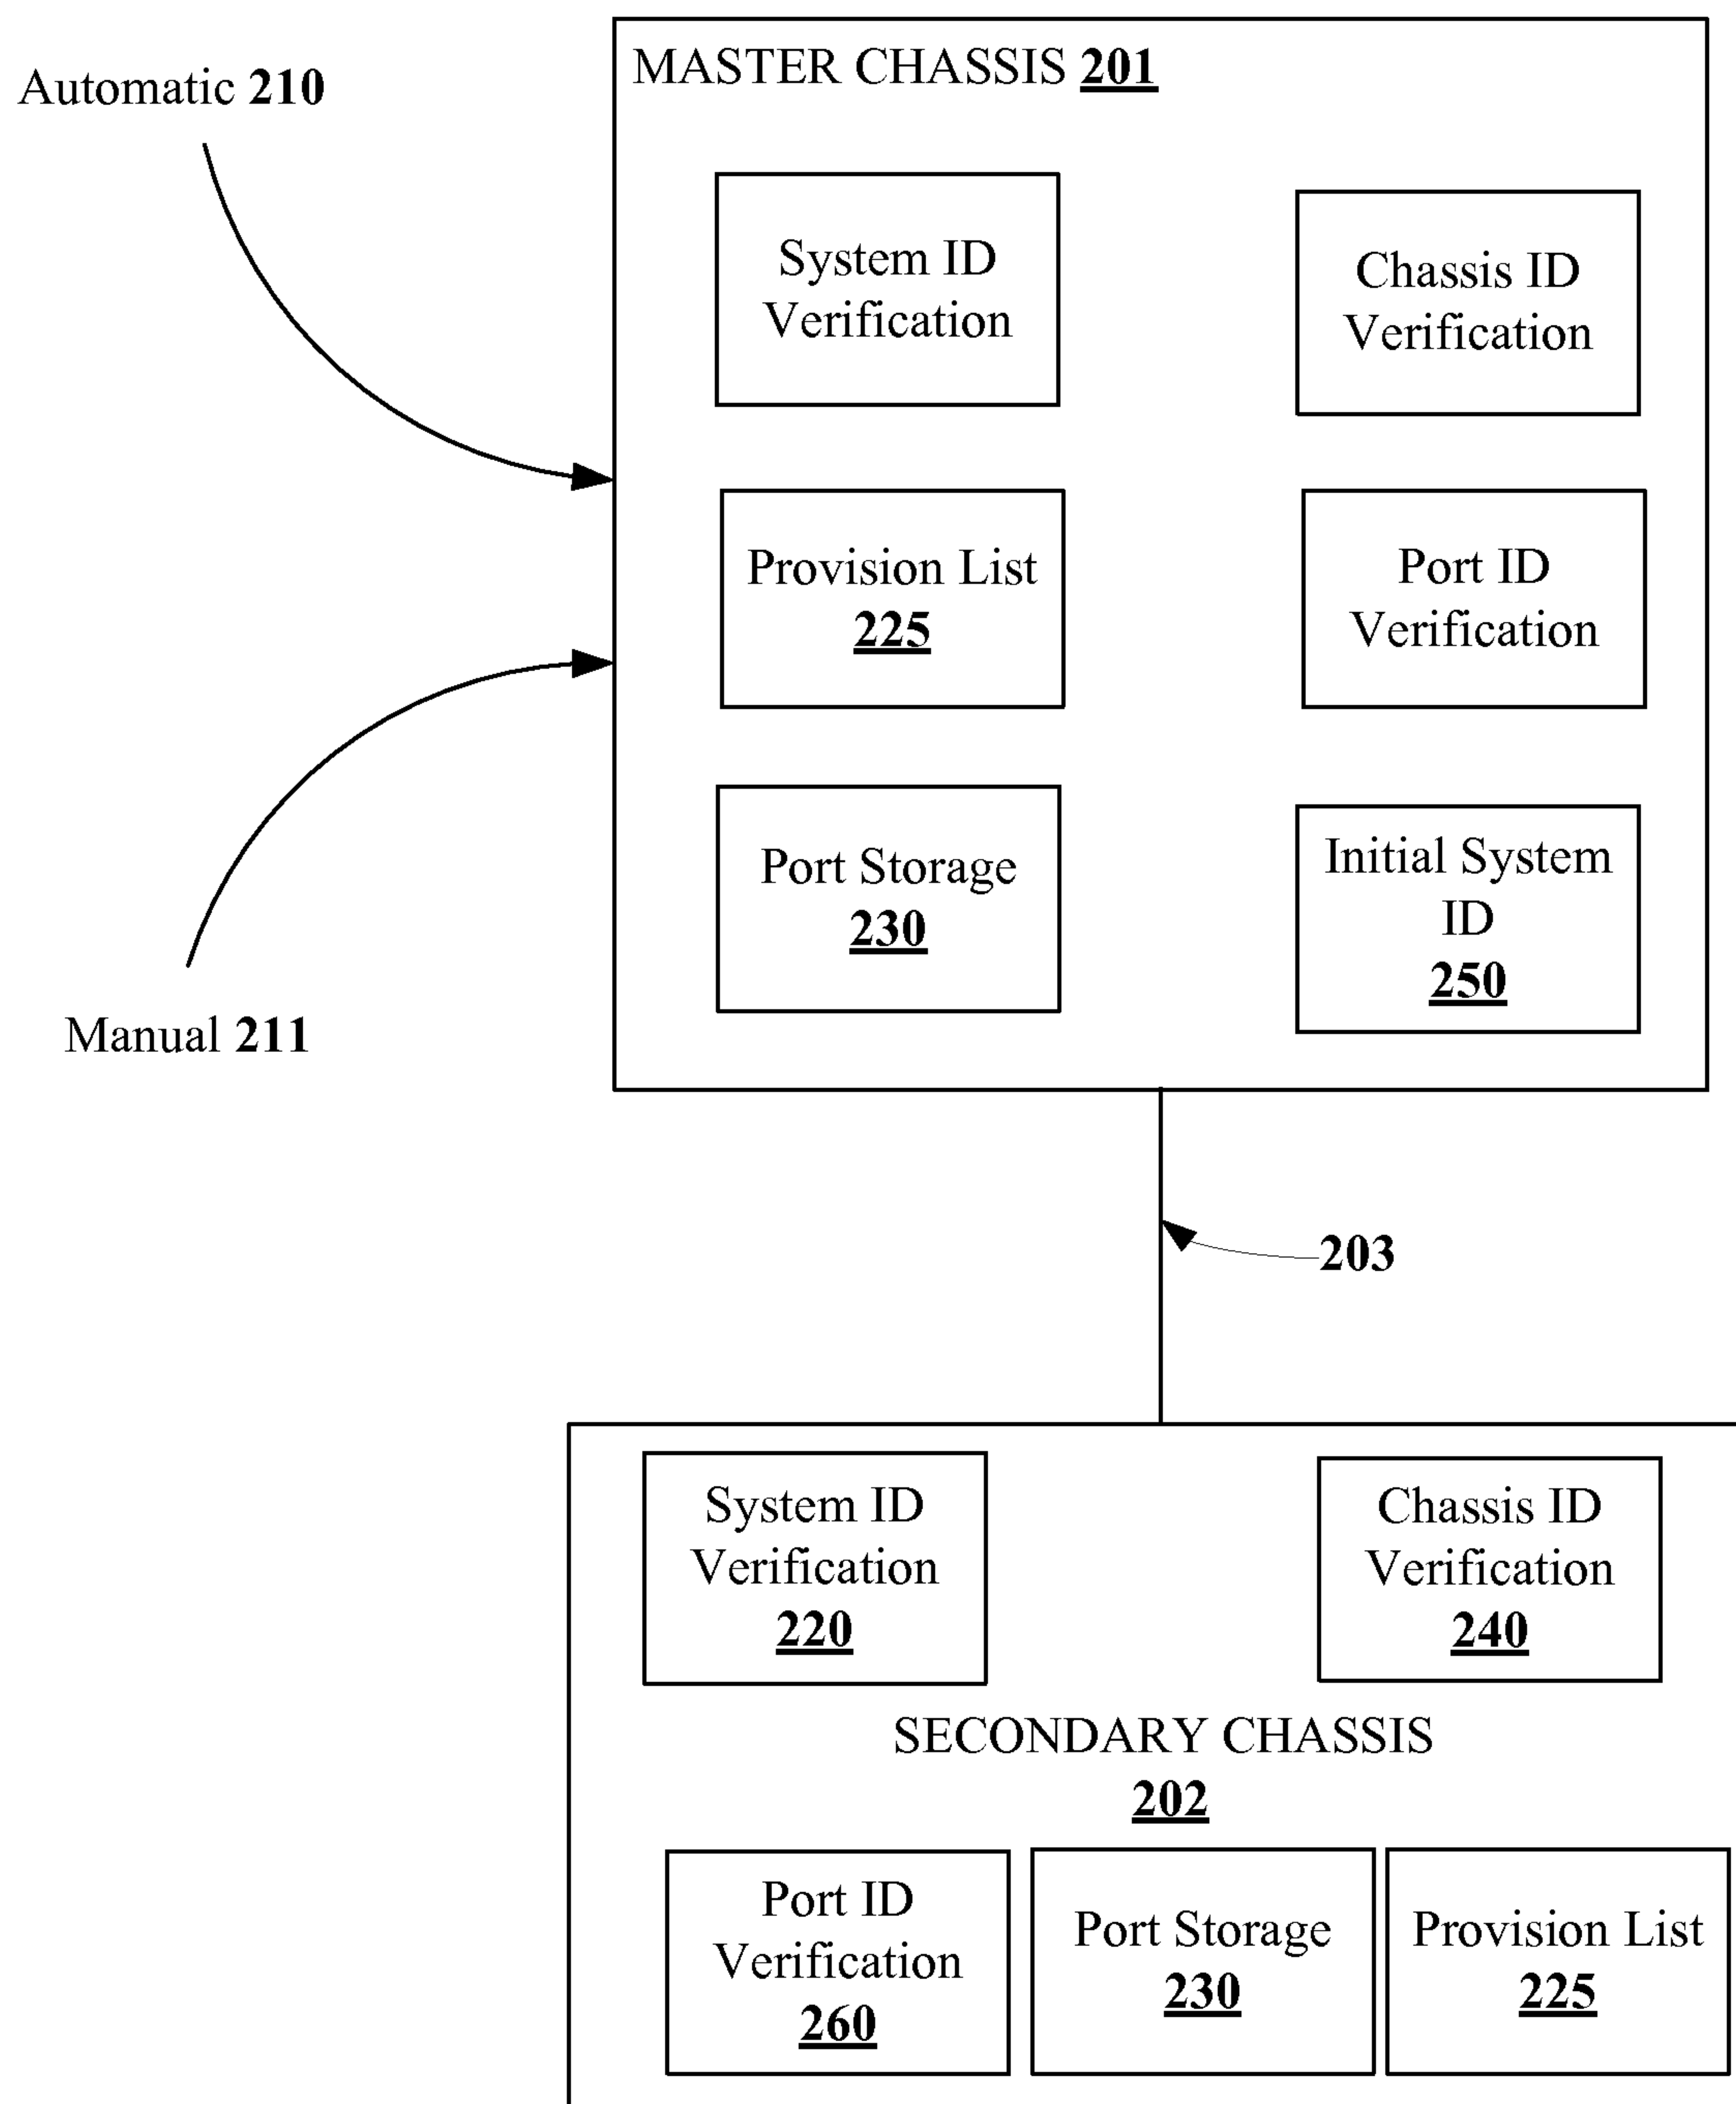 MASTER CHASSIS 201
Automatic 210
System ID
Verification
Chassis ID
Verification
Provision List
225
Port ID
Verification
Port Storage
230
Initial System
ID
250
Manual 211
203
System ID
Verification
220
Chassis ID
Verification
240
SECONDARY CHASSIS
202
Port ID
Verification
260
Port Storage
230
Provision List
225